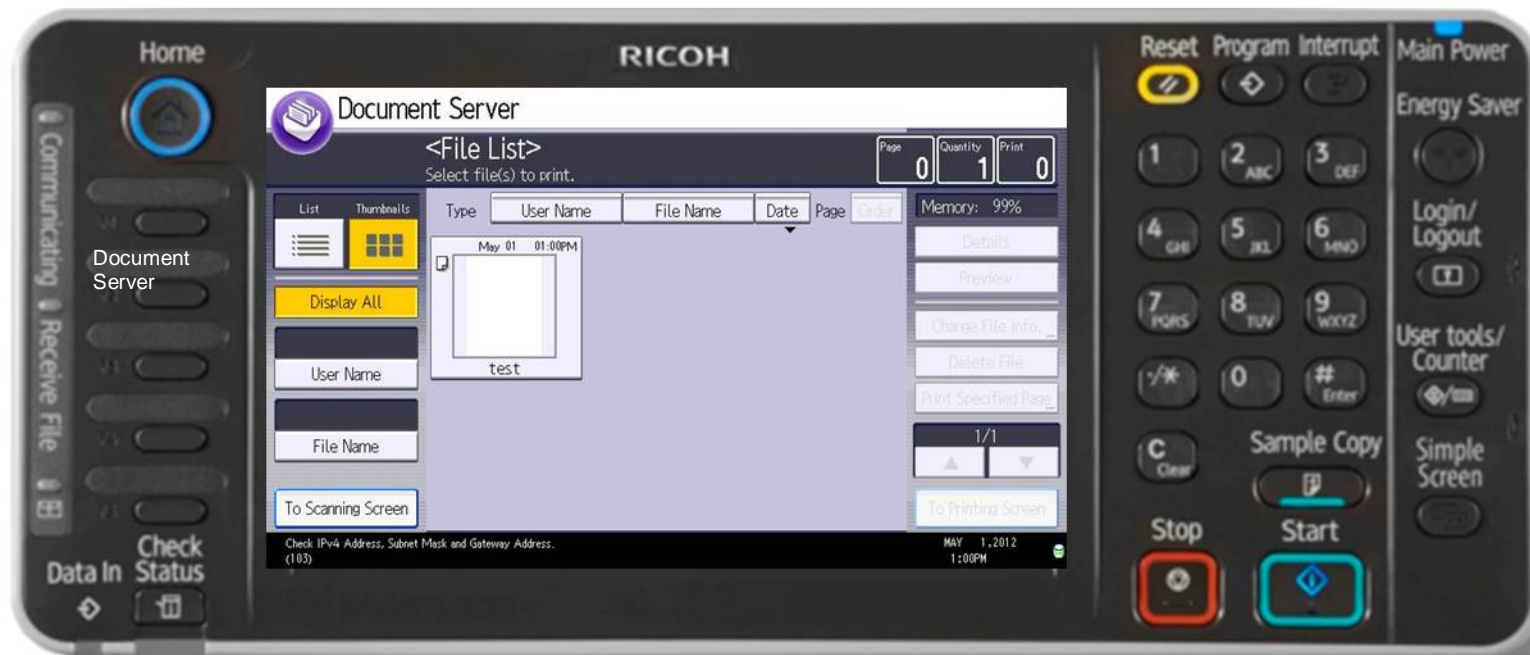 Home
RICOH
Reset Program Interrupt
Main Power
Energy Saver
Communicating
Receive File
Document
Server
Document Server
<File List>
Select file(s) to print.
Page
0
Quantity
1
Print
0
List Thumbnails
Type User Name File Name Date Page Order
Memory: 99%
May 01 01:00PM
test
Display All
User Name
File Name
To Scanning Screen
Details
Preview
Change File Info.
Delete File
Print Specified Page
1/1
To Printing Screen
Check IPv4 Address, Subnet Mask and Gateway Address.
(103)
MAY 1,2012
1:00PM
1
2 ABC
3 DEF
4 GHI
5 JKL
6 MNO
7 PQRS
8 TUV
9 WXYZ
·/*
0
# Enter
C Clear
Login/
Logout
User tools/
Counter
Simple
Screen
Sample Copy
Stop
Start
Check
Status
Data In